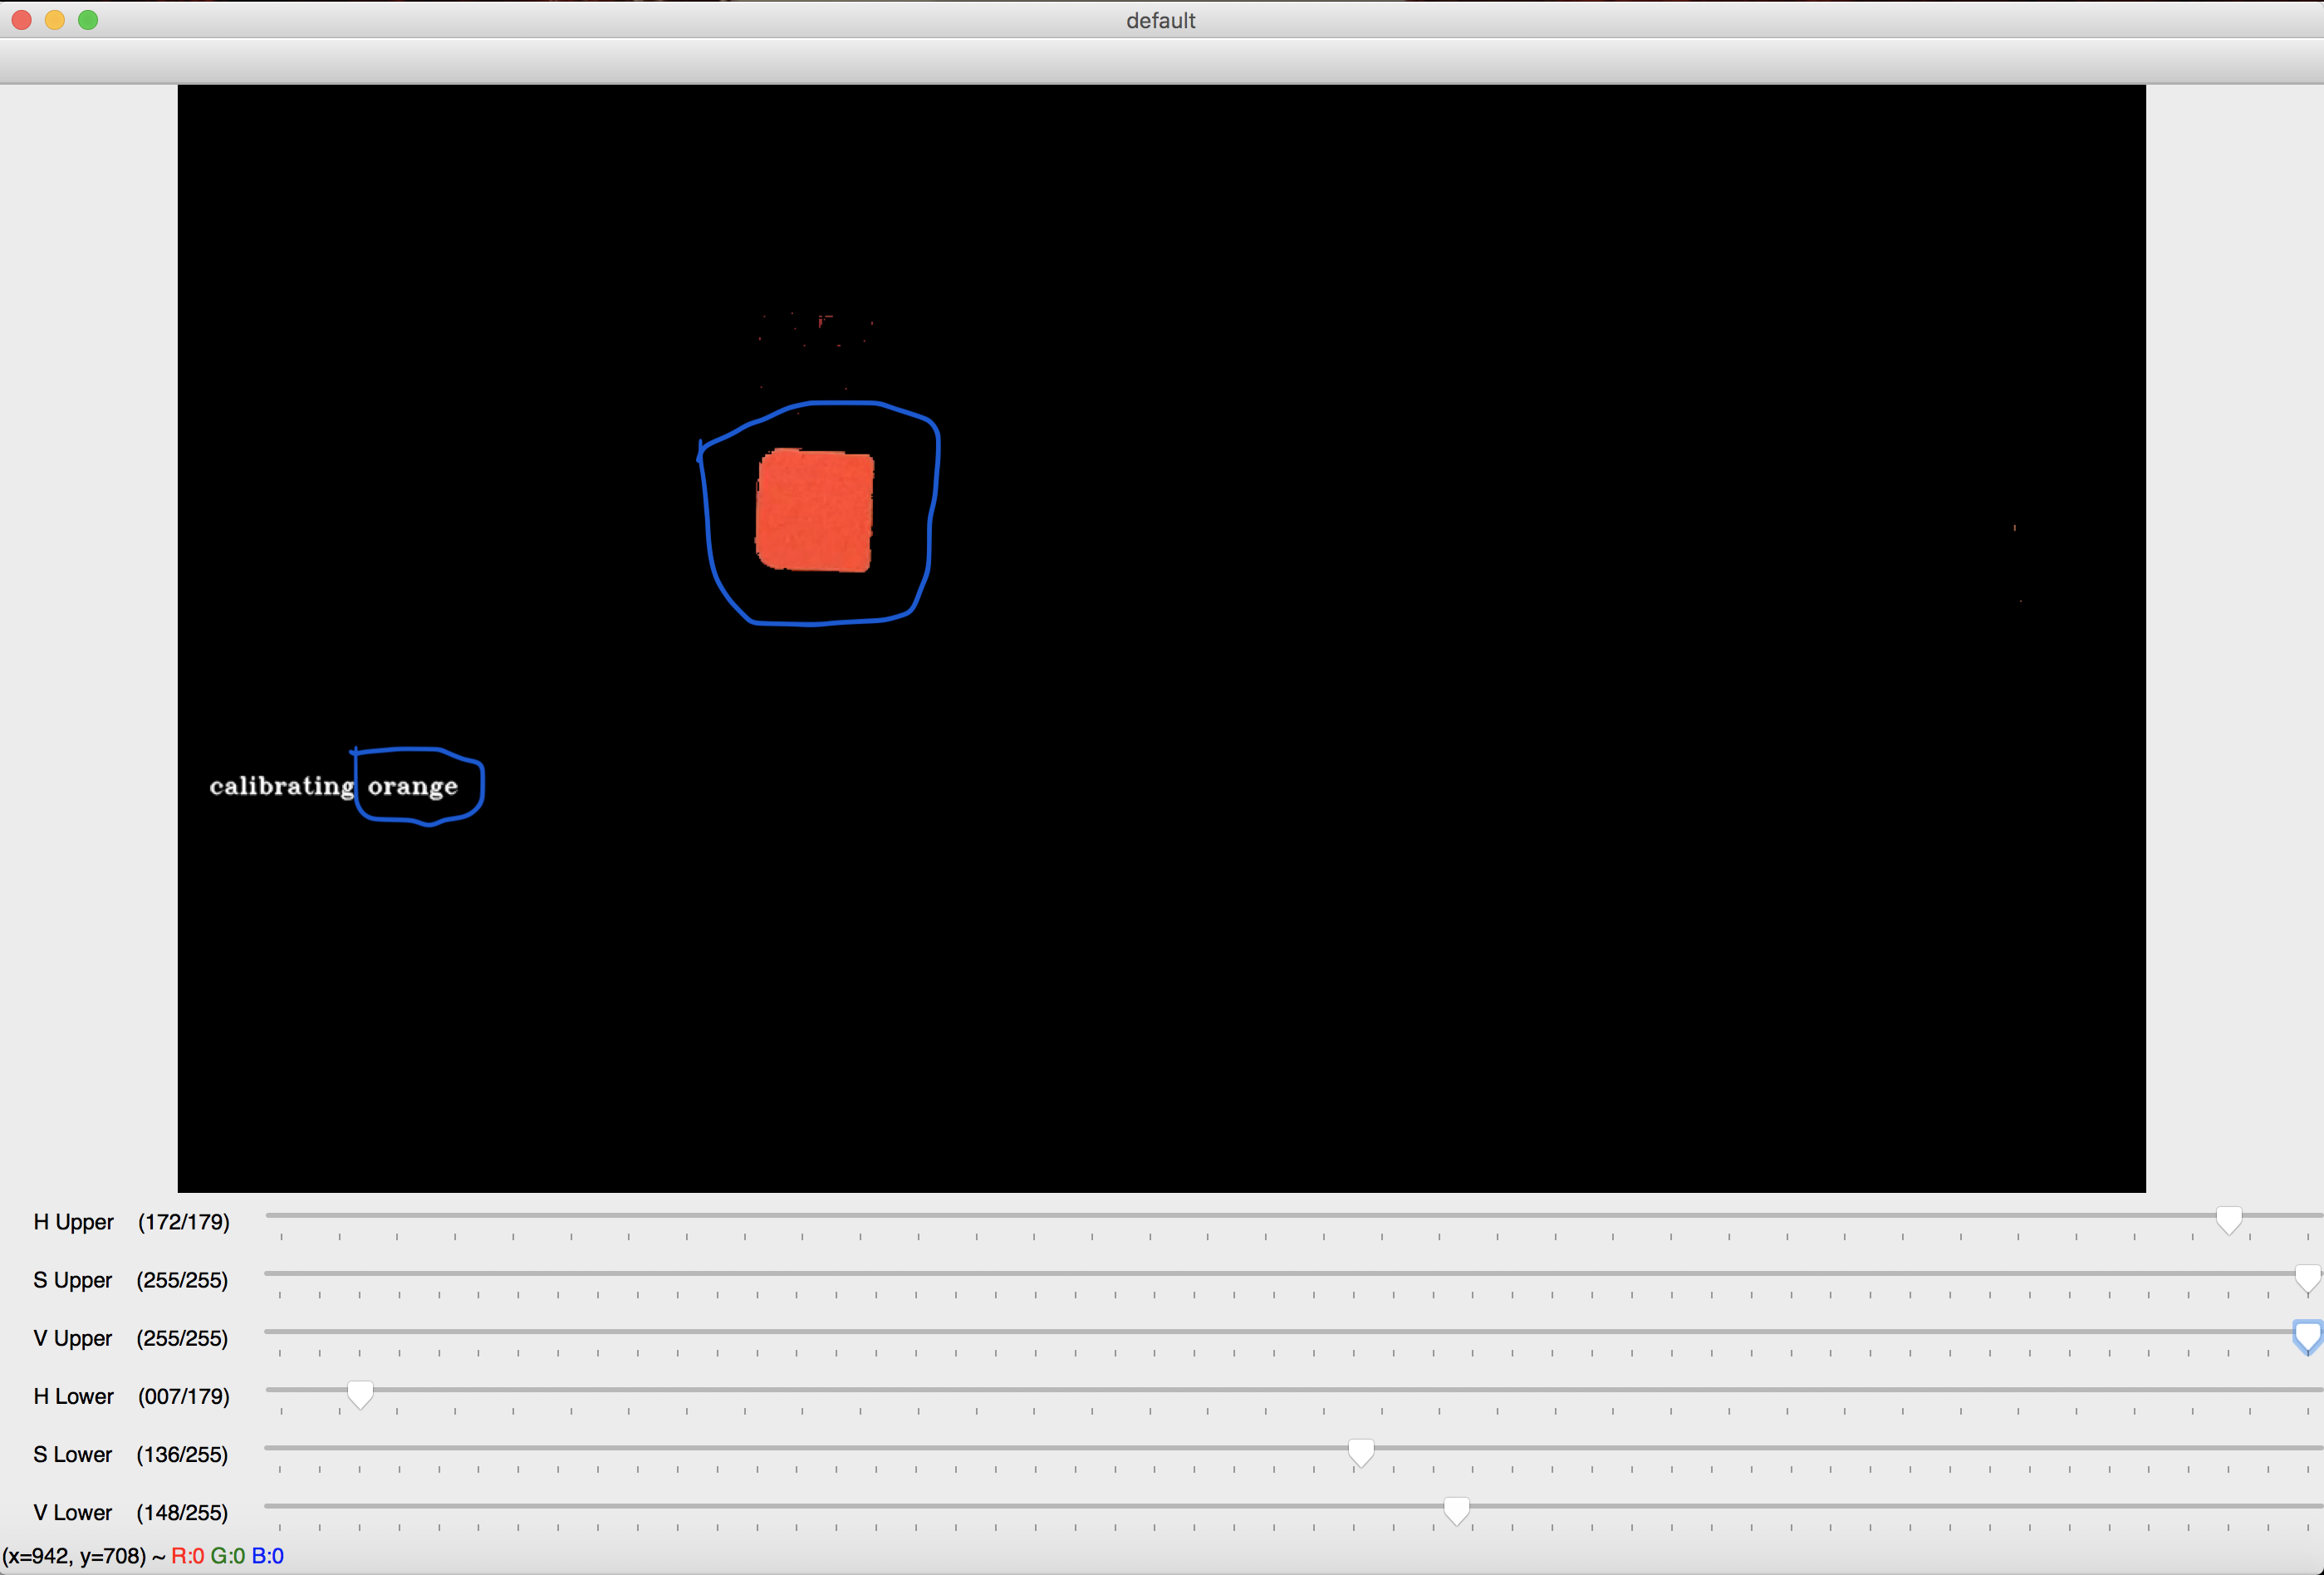 default
calibrating orange
H Upper (172/179)
S Upper (255/255)
V Upper (255/255)
H Lower (007/179)
S Lower (136/255)
V Lower (148/255)
(x=942, y=708) ~ R:0 G:0 B:0